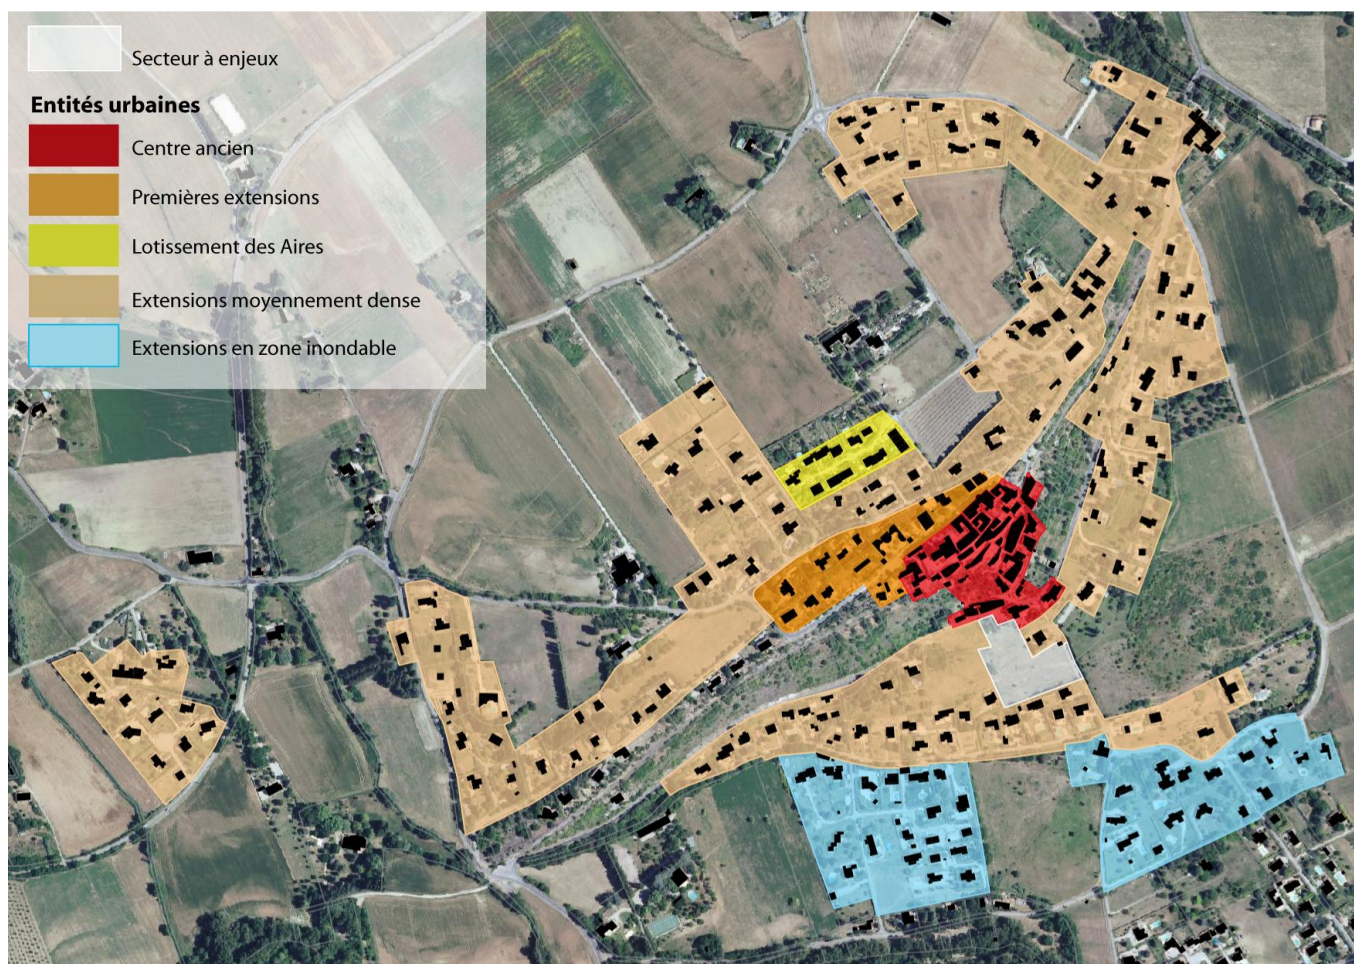 Secteur à enjeux
Entités urbaines
Centre ancien
Premières extensions
Lotissement des Aires
Extensions moyennement dense
Extensions en zone inondable